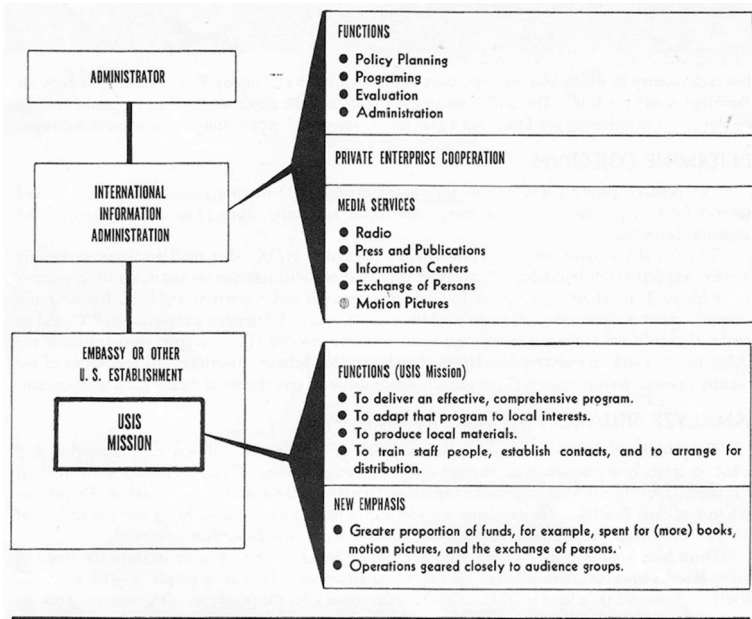 ADMINISTRATOR
INTERNATIONAL
INFORMATION
ADMINISTRATION
EMBASSY OR OTHER
U. S. ESTABLISHMENT
USIS
MISSION
FUNCTIONS
● Policy Planning
● Programing
● Evaluation
● Administration
PRIVATE ENTERPRISE COOPERATION
MEDIA SERVICES
● Radio
● Press and Publications
● Information Centers
● Exchange of Persons
● Motion Pictures
FUNCTIONS (USIS Mission)
● To deliver an effective, comprehensive program.
● To adapt that program to local interests.
● To produce local materials.
● To train staff people, establish contacts, and to arrange for
distribution.
NEW EMPHASIS
● Greater proportion of funds, for example, spent for (more) books,
motion pictures, and the exchange of persons.
● Operations geared closely to audience groups.